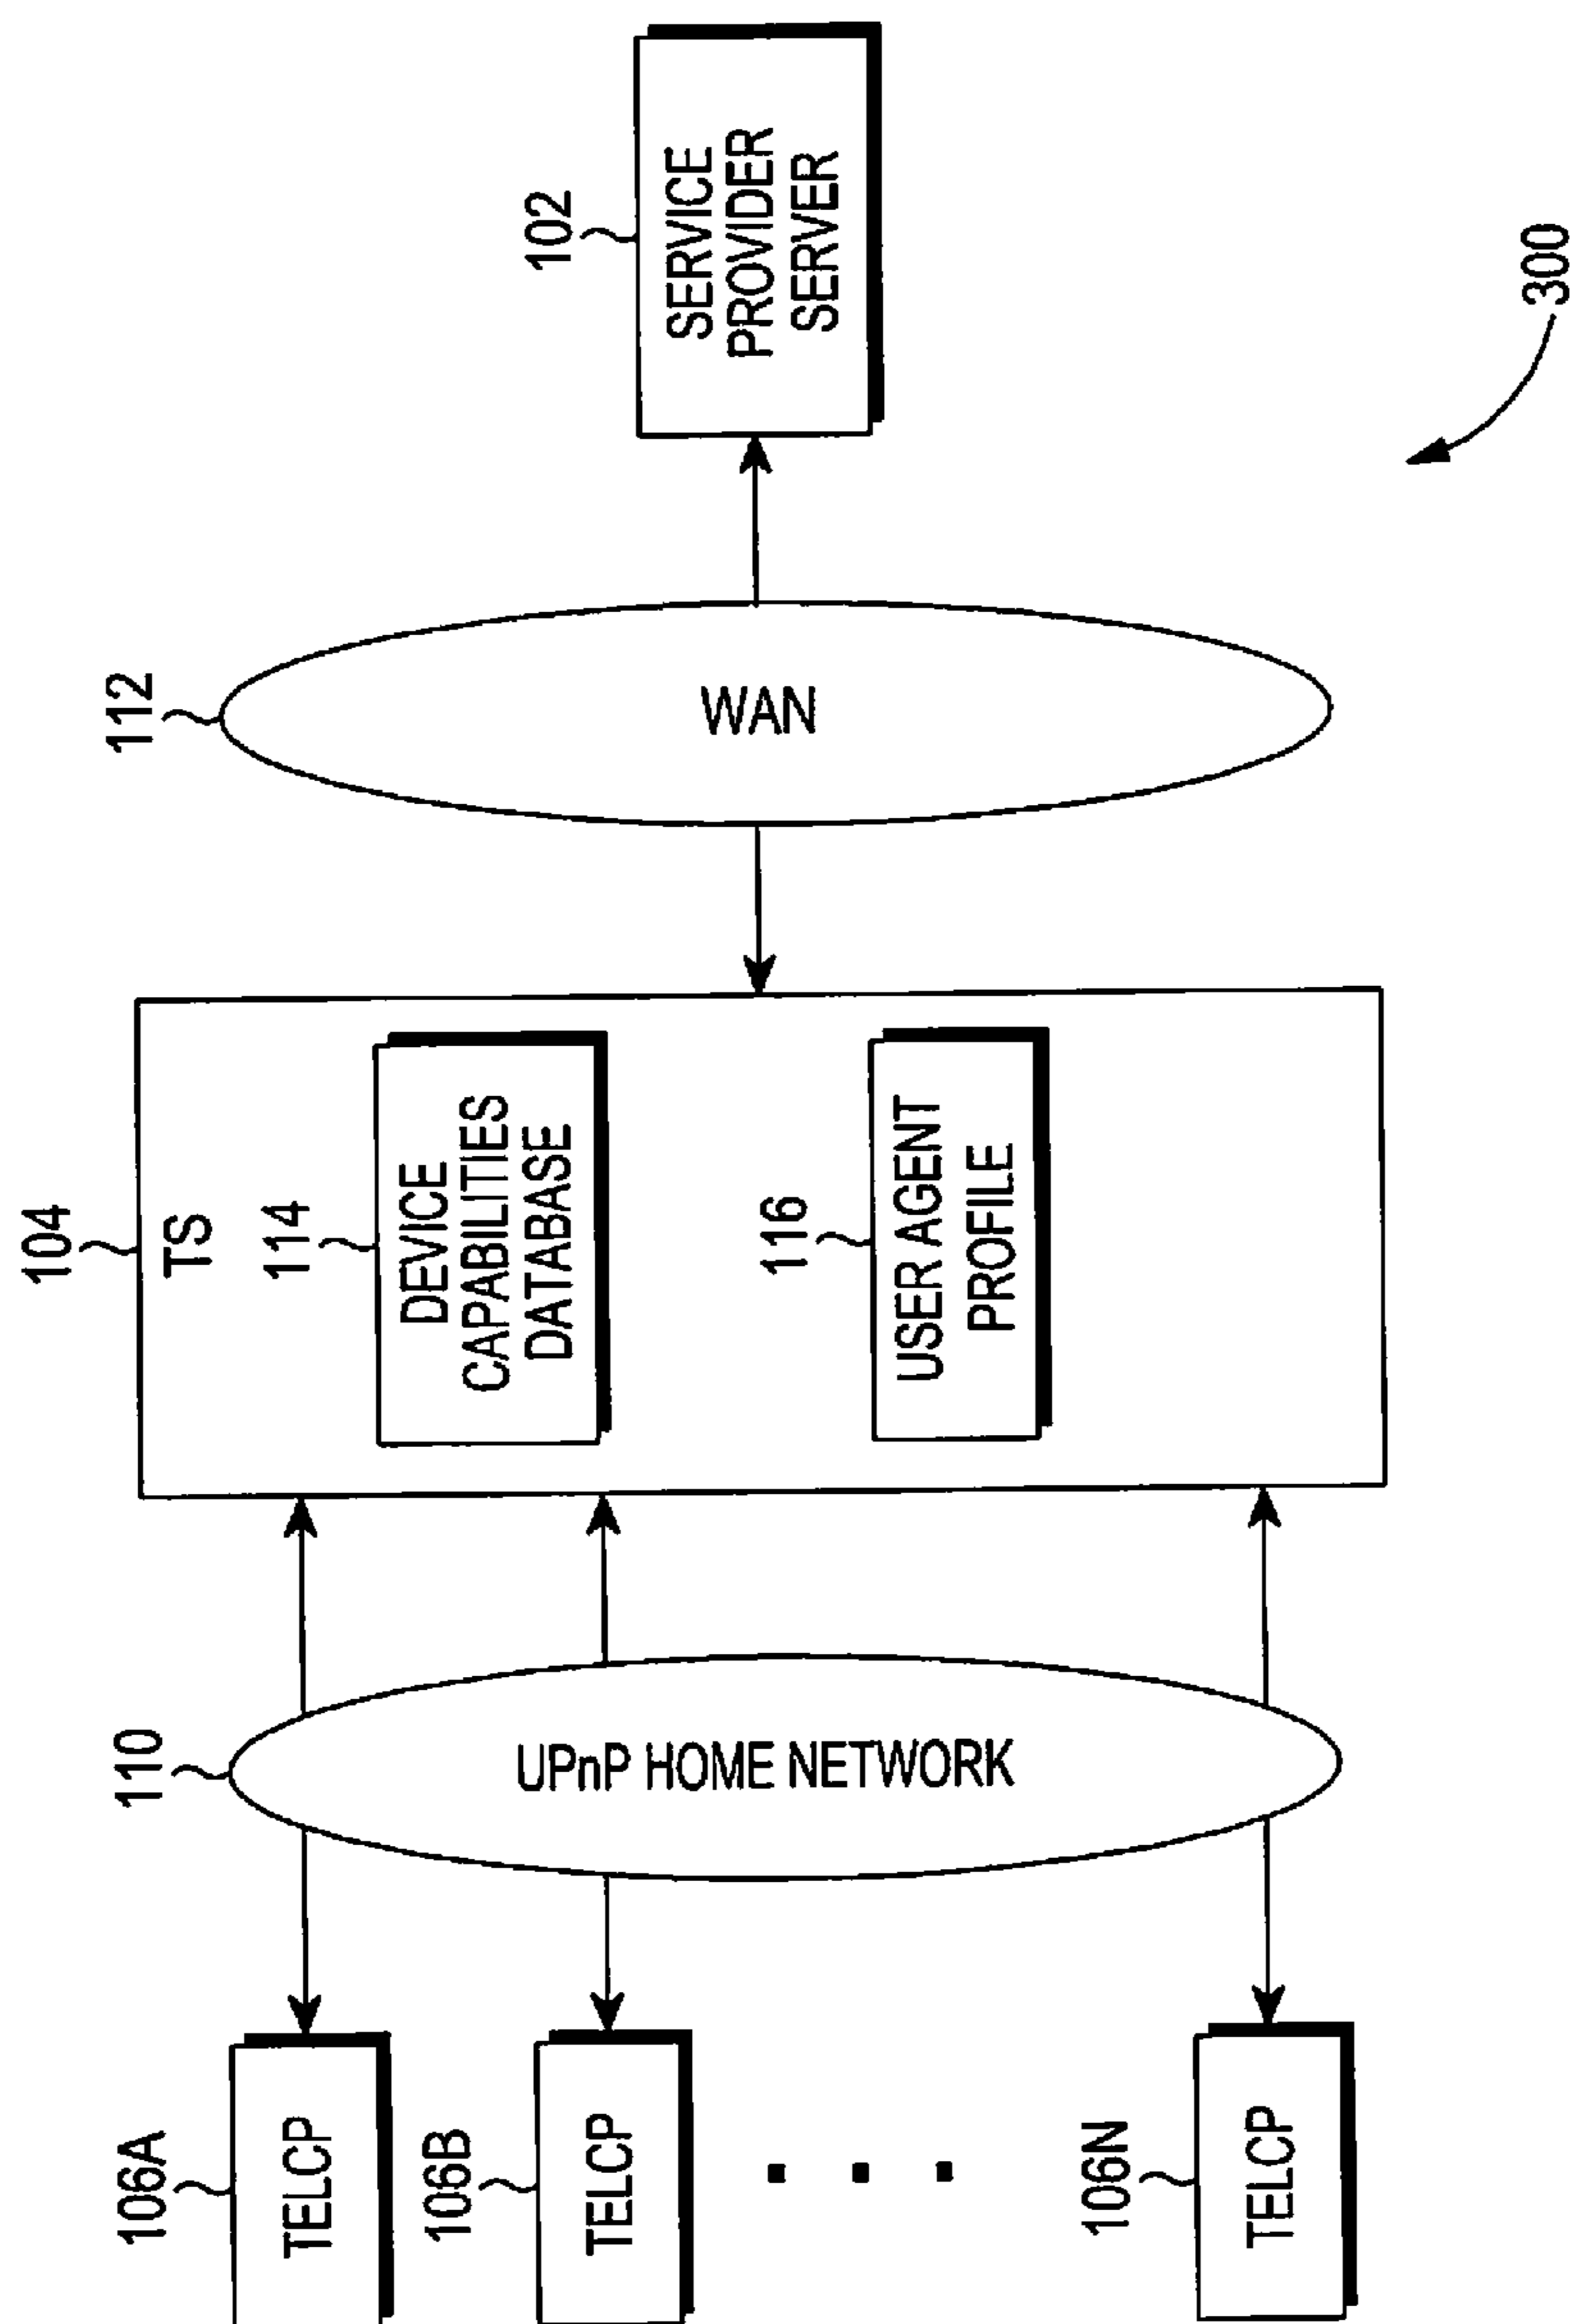 106A
TELCP
106B
TELCP
106N
TELCP
110
UPnP HOME NETWORK
104
TS
114
DEVICE
CAPABILITIES
DATABASE
116
USER AGENT
PROFILE
112
WAN
102
SERVICE
PROVIDER
SERVER
300